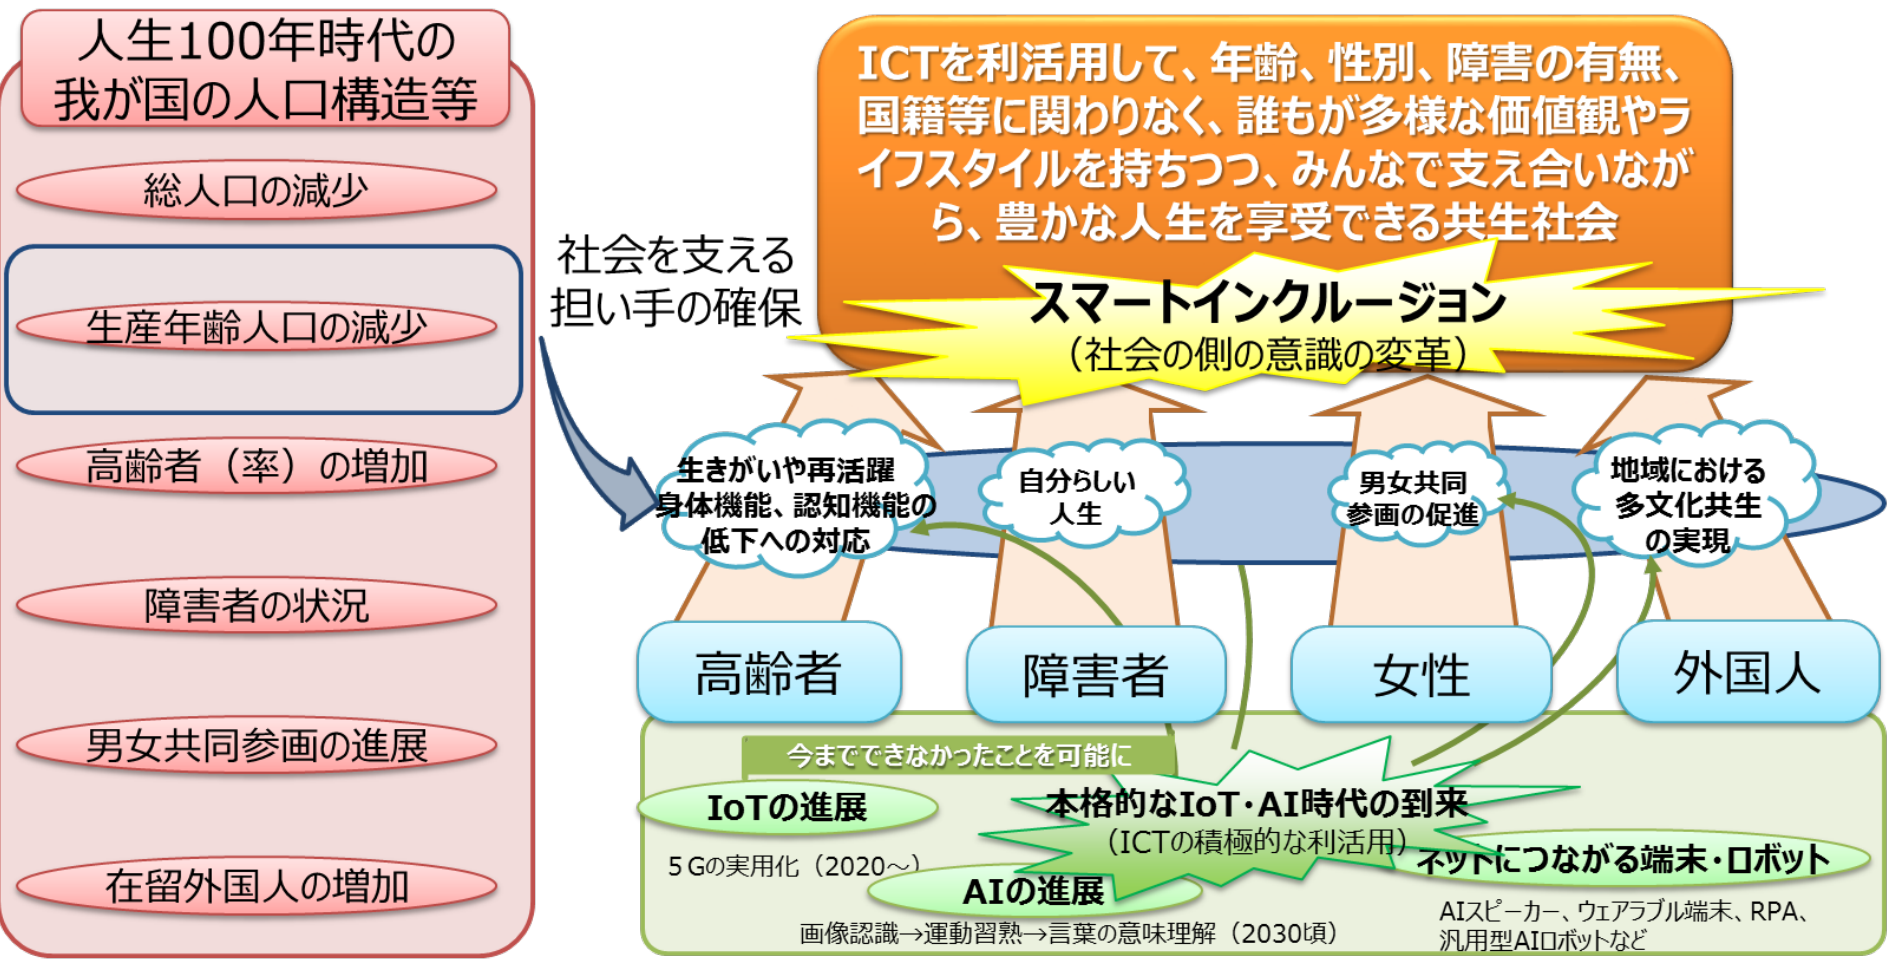 人生100年時代の
我が国の人口構造等
総人口の減少
生産年齢人口の減少
高齢者（率）の増加
障害者の状況
男女共同参画の進展
在留外国人の増加
社会を支える
担い手の確保
ICTを利活用して、年齢、性別、障害の有無、
国籍等に関わりなく、誰もが多様な価値観やラ
イフスタイルを持ちつつ、みんなで支え合いなが
ら、豊かな人生を享受できる共生社会
スマートインクルージョン
（社会の側の意識の変革）
生きがいや再活躍
身体機能、認知機能の
低下への対応
自分らしい
人生
男女共同
参画の促進
地域における
多文化共生
の実現
高齢者
障害者
女性
外国人
今までできなかったことを可能に
IoTの進展
５Gの実用化（2020～）
本格的なIoT・AI時代の到来
（ICTの積極的な利活用）
AIの進展
画像認識→運動習熟→言葉の意味理解（2030頃）
ネットにつながる端末・ロボット
AIスピーカー、ウェアラブル端末、RPA、
汎用型AIロボットなど